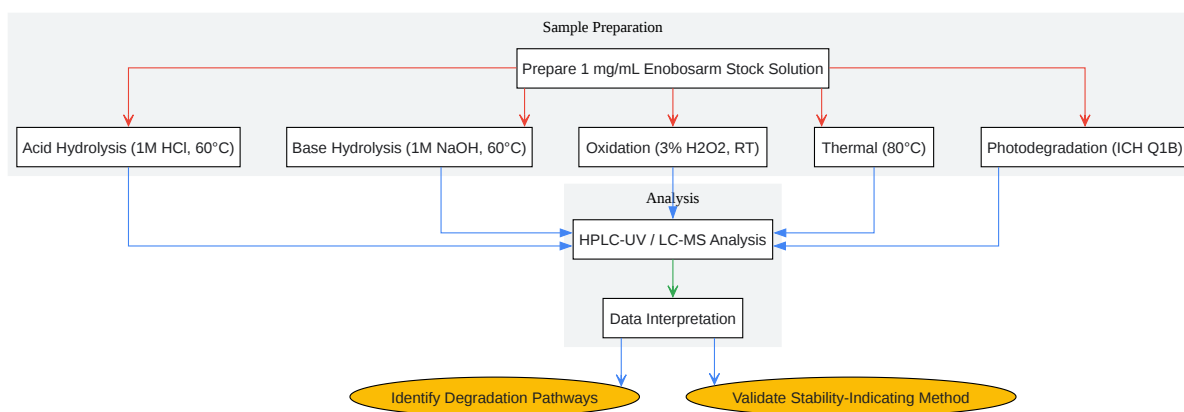 Sample Preparation
Prepare 1 mg/mL Enobosarm Stock Solution
Acid Hydrolysis (1M HCl, 60°C)
Base Hydrolysis (1M NaOH, 60°C)
Oxidation (3% H2O2, RT)
Thermal (80°C)
Photodegradation (ICH Q1B)
Analysis
HPLC-UV / LC-MS Analysis
Data Interpretation
Identify Degradation Pathways
Validate Stability-Indicating Method